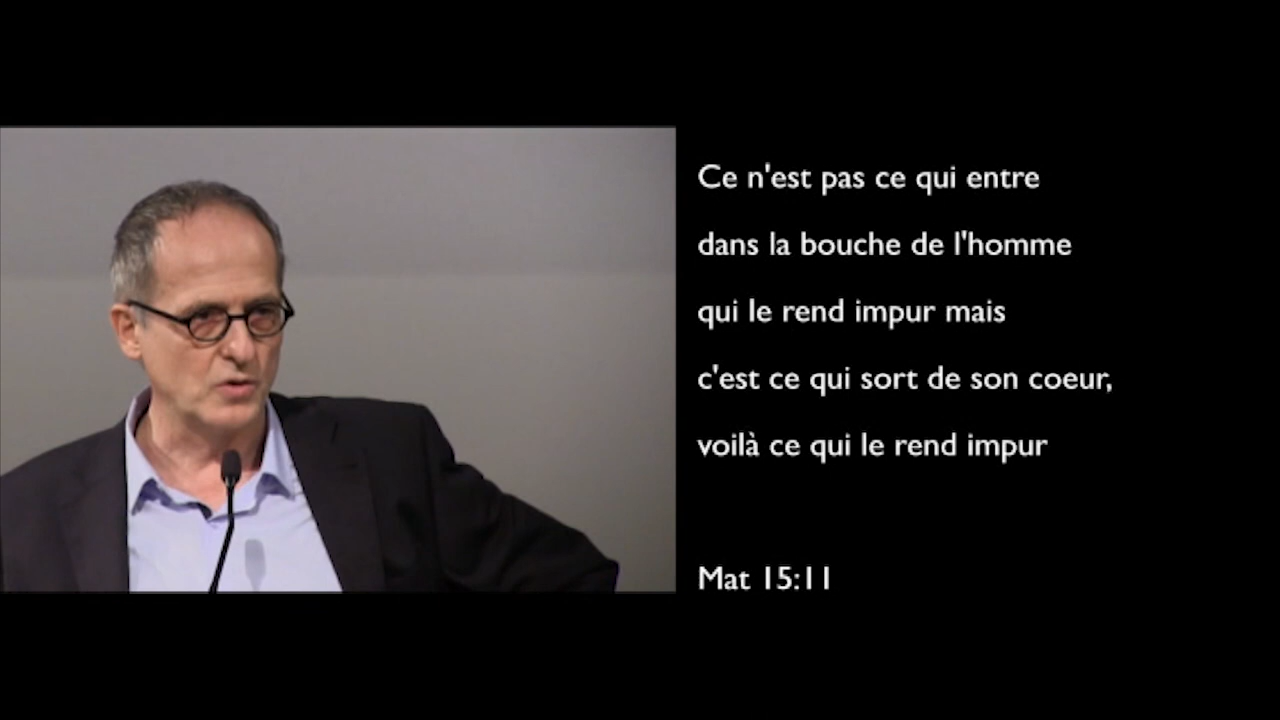 Ce n'est pas ce qui entre
dans la bouche de l'homme
qui le rend impur mais
c'est ce qui sort de son coeur,
voilà ce qui le rend impur
Mat 15:11